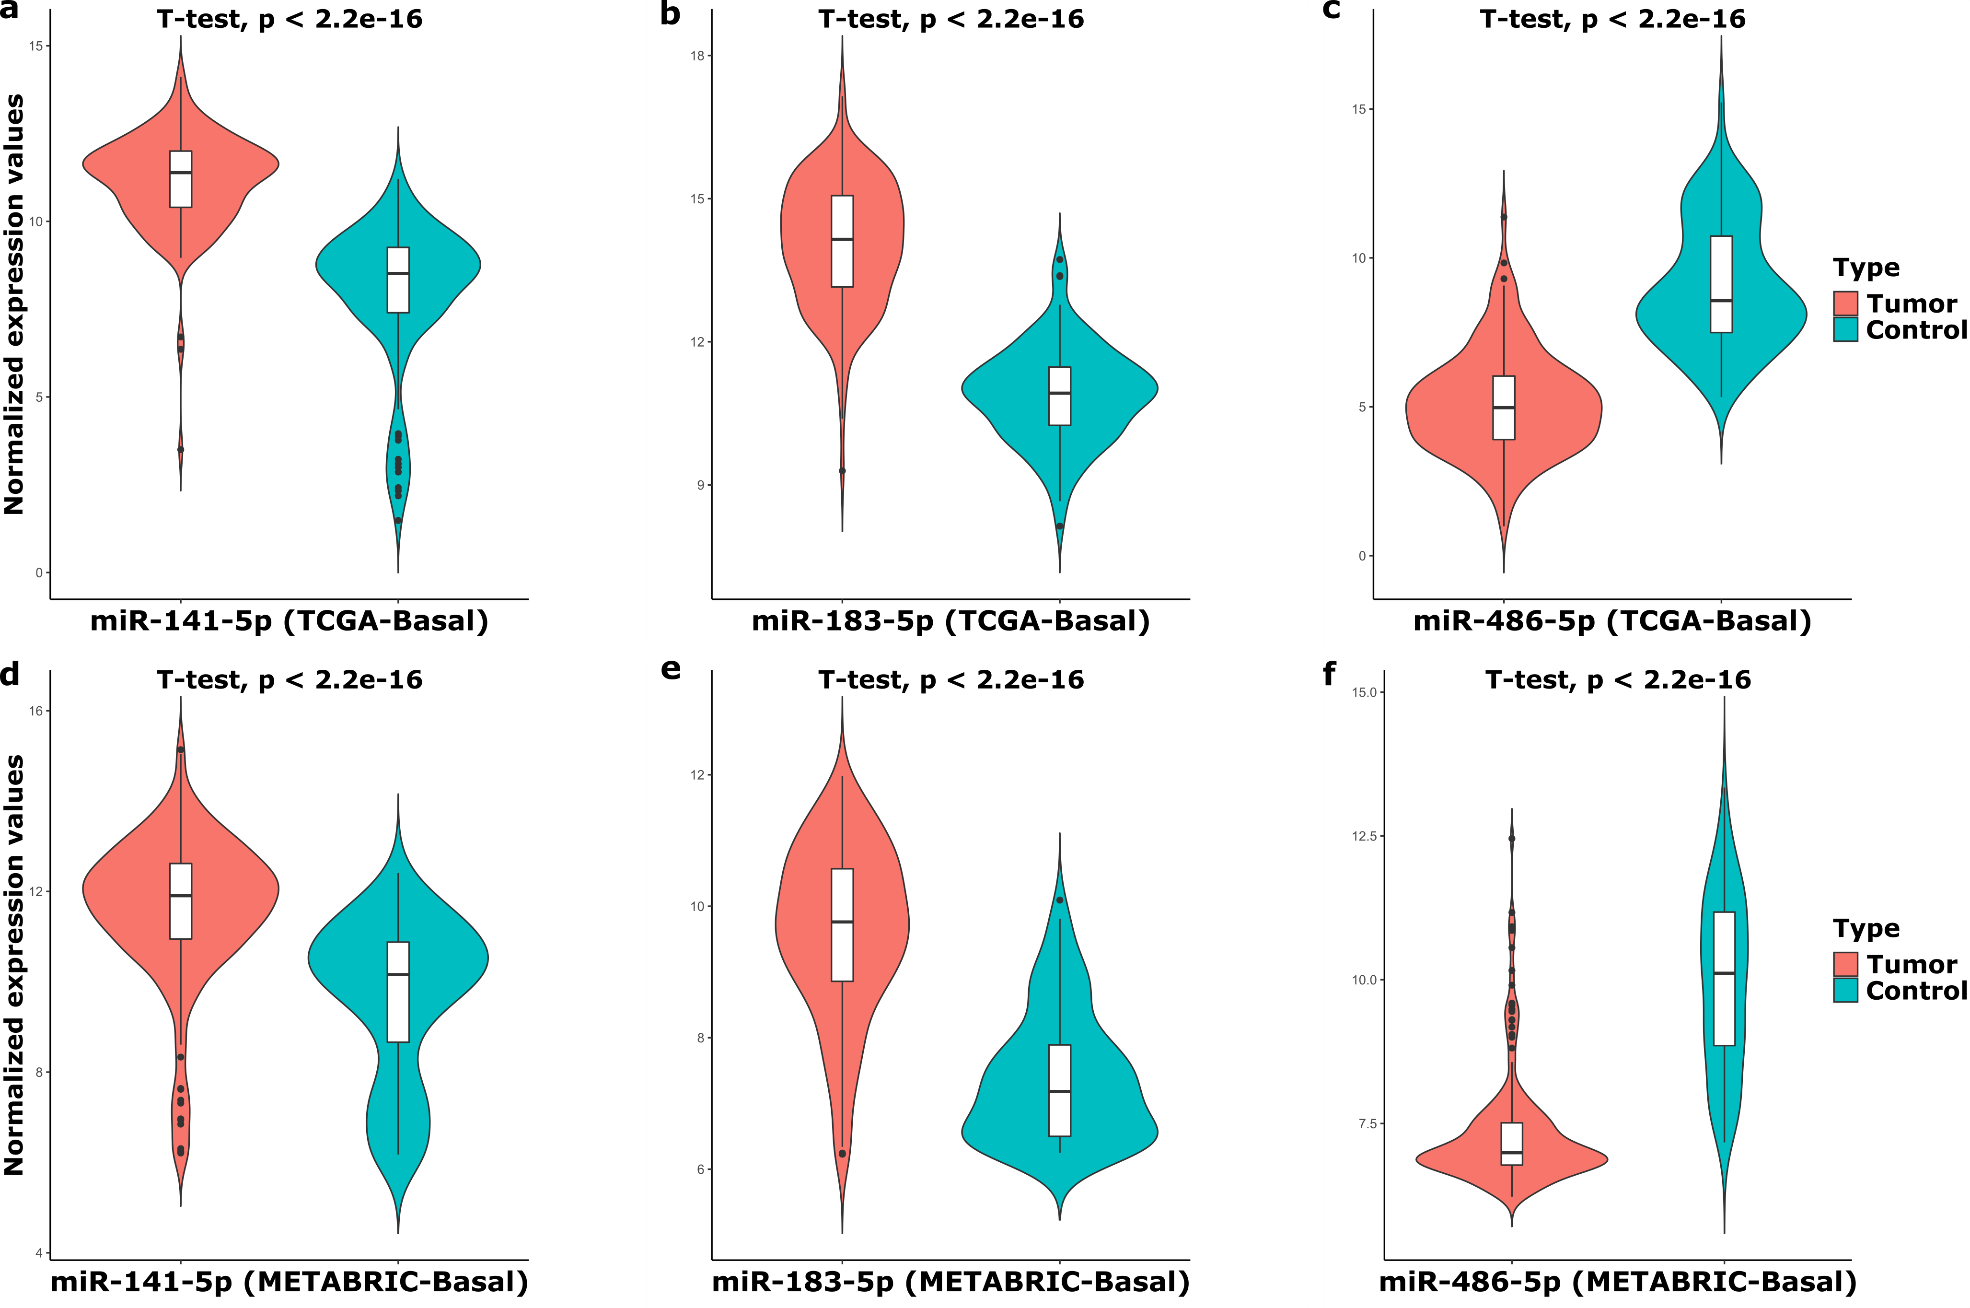 a
T-test, p < 2.2e-16
b
T-test, p < 2.2e-16
c
T-test, p < 2.2e-16
Normalized expression values
15
10
5
0
miR-141-5p (TCGA-Basal)
18
15
12
9
miR-183-5p (TCGA-Basal)
15
10
5
0
miR-486-5p (TCGA-Basal)
Type
Tumor
Control
d
T-test, p < 2.2e-16
e
T-test, p < 2.2e-16
f
T-test, p < 2.2e-16
Normalized expression values
16
12
8
4
miR-141-5p (METABRIC-Basal)
12
10
8
6
miR-183-5p (METABRIC-Basal)
15.0
12.5
10.0
7.5
miR-486-5p (METABRIC-Basal)
Type
Tumor
Control